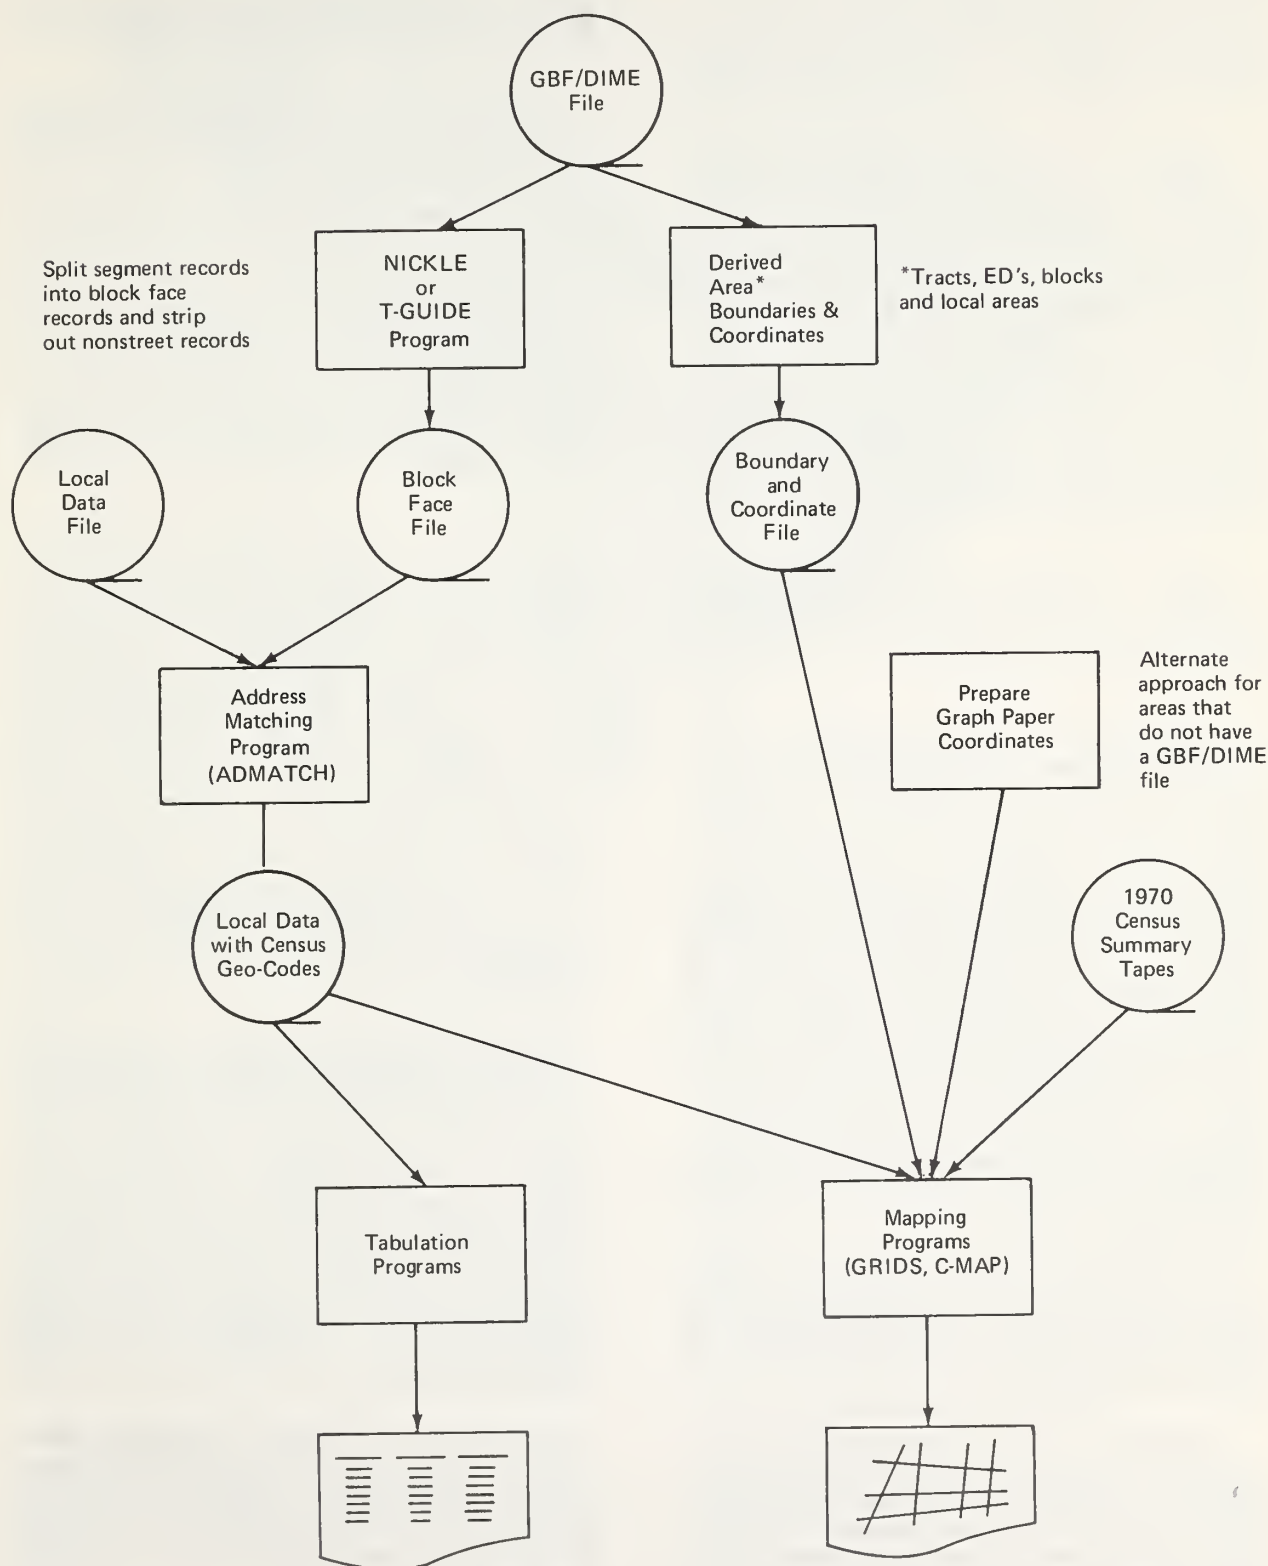 GBF/DIME
File
Split segment records
into block face
records and strip
out nonstreet records
NICKLE
or
T-GUIDE
Program
Derived
Area*
Boundaries &
Coordinates
*Tracts, ED's, blocks
and local areas
Local
Data
File
Block
Face
File
Boundary
and
Coordinate
File
Address
Matching
Program
(ADMATCH)
Prepare
Graph Paper
Coordinates
Alternate
approach for
areas that
do not have
a GBF/DIME
file
Local Data
with Census
Geo-Codes
1970
Census
Summary
Tapes
Tabulation
Programs
Mapping
Programs
(GRIDS, C-MAP)